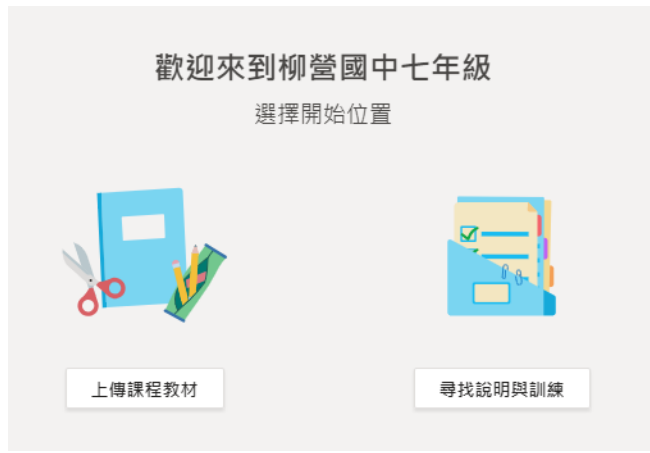 歡迎來到柳營國中七年級
選擇開始位置
上傳課程教材
尋找說明與訓練